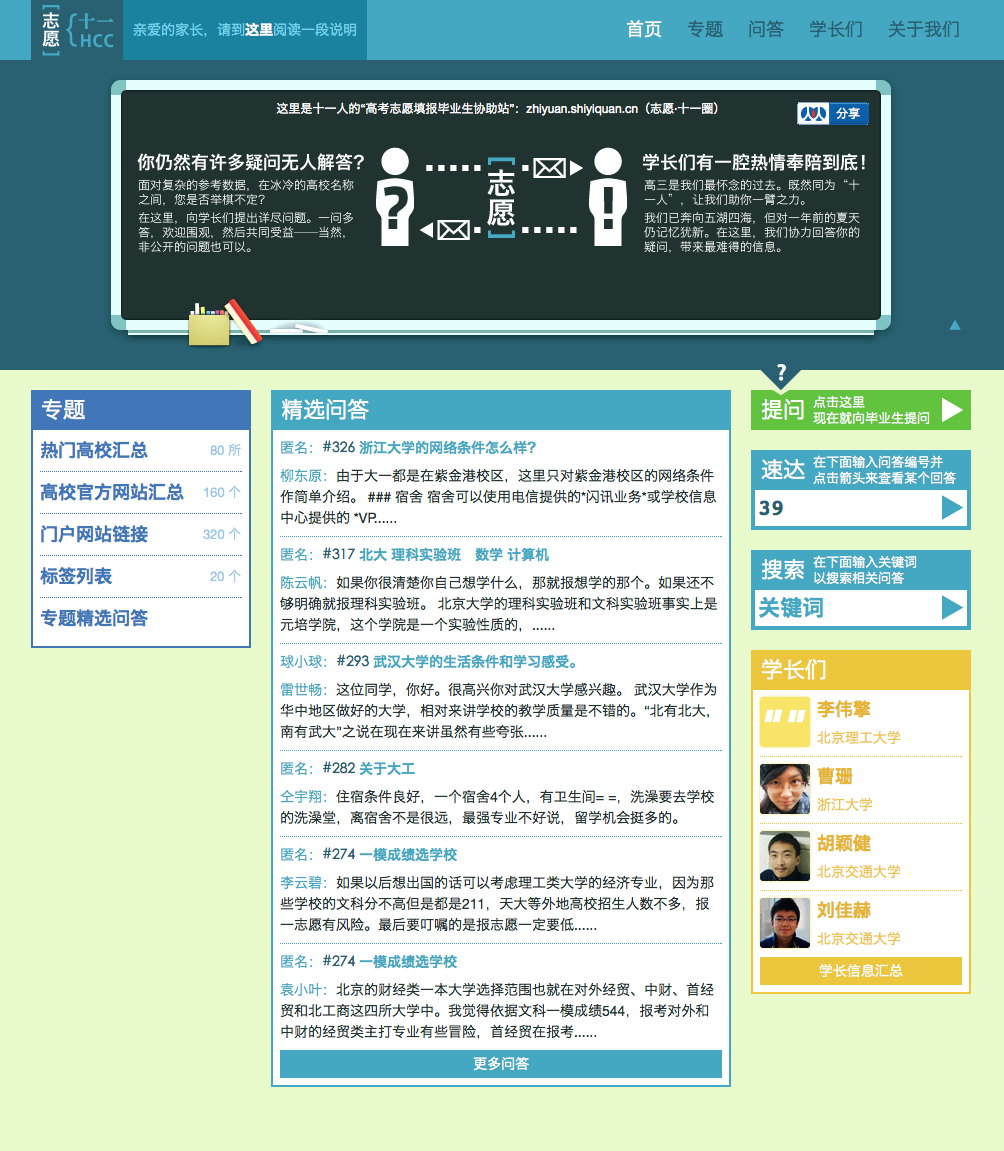 [志愿] {十一HCC
亲爱的家长，请到这里阅读一段说明
首页 专题 问答 学长们 关于我们
这里是十一人的“高考志愿填报毕业生协助站”：zhiyuan.shiyiquan.cn（志愿·十一圈）
分享
你仍然有许多疑问无人解答？
面对复杂的参考数据，在冰冷的高校名称
之间，您是否举棋不定？
在这里，向学长们提出详尽问题。一问多
答，欢迎围观，然后共同受益——当然，
非公开的问题也可以。
?
[志愿]
!
学长们有一腔热情奉陪到底！
高三是我们最怀念的过去。既然同为“十
一人”，让我们助你一臂之力。
我们已奔向五湖四海，但对一年前的夏天
仍记忆犹新。在这里，我们协力回答你的
疑问，带来最难得的信息。
专题
热门高校汇总 80 所
高校官方网站汇总 160 个
门户网站链接 320 个
标签列表 20 个
专题精选问答
精选问答
匿名：#326 浙江大学的网络条件怎么样？
柳东原：由于大一都是在紫金港校区，这里只对紫金港校区的网络条件
作简单介绍。 ### 宿舍 宿舍可以使用电信提供的*闪讯业务*或学校信息
中心提供的 *VP......
匿名：#317 北大 理科实验班　数学 计算机
陈云帆：如果你很清楚你自己想学什么，那就报想学的那个。如果还不
够明确就报理科实验班。 北京大学的理科实验班和文科实验班事实上是
元培学院，这个学院是一个实验性质的，......
球小球：#293 武汉大学的生活条件和学习感受。
雷世畅：这位同学，你好。很高兴你对武汉大学感兴趣。 武汉大学作为
华中地区做好的大学，相对来讲学校的教学质量是不错的。“北有北大，
南有武大”之说在现在来讲虽然有些夸张......
匿名：#282 关于大工
仝宇翔：住宿条件良好，一个宿舍4个人，有卫生间= =，洗澡要去学校
的洗澡堂，离宿舍不是很远，最强专业不好说，留学机会挺多的。
匿名：#274 一模成绩选学校
李云碧：如果以后想出国的话可以考虑理工类大学的经济专业，因为那
些学校的文科分不高但是都是211，天大等外地高校招生人数不多，报
一志愿有风险。最后要叮嘱的是报志愿一定要低......
匿名：#274 一模成绩选学校
袁小叶：北京的财经类一本大学选择范围也就在对外经贸、中财、首经
贸和北工商这四所大学中。我觉得依据文科一模成绩544，报考对外和
中财的经贸类主打专业有些冒险，首经贸在报考......
更多问答
?
提问 点击这里
现在就向毕业生提问
速达 在下面输入问答编号并
点击箭头来查看某个回答
39
搜索 在下面输入关键词
以搜索相关问答
关键词
学长们
李伟擎
北京理工大学
曹珊
浙江大学
胡颖健
北京交通大学
刘佳赫
北京交通大学
学长信息汇总